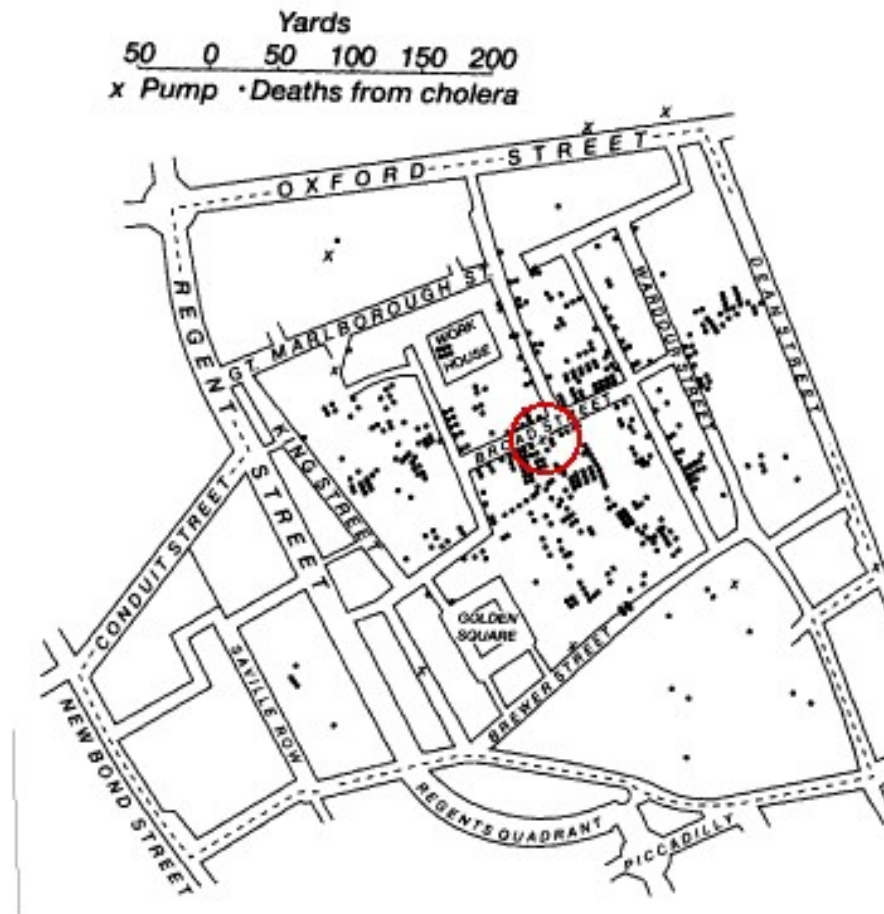 Yards
50 0 50 100 150 200
x Pump • Deaths from cholera
OXFORD STREET
REGENT STREET
GT. MARLBOROUGH ST.
WORK
HOUSE
WARDOUR STREET
DEAN STREET
BROAD STREET
KING STREET
CONDUIT STREET
GOLDEN
SQUARE
BREWER STREET
SAVILLE ROW
NEW BOND STREET
REGENTS QUADRANT
PICCADILLY